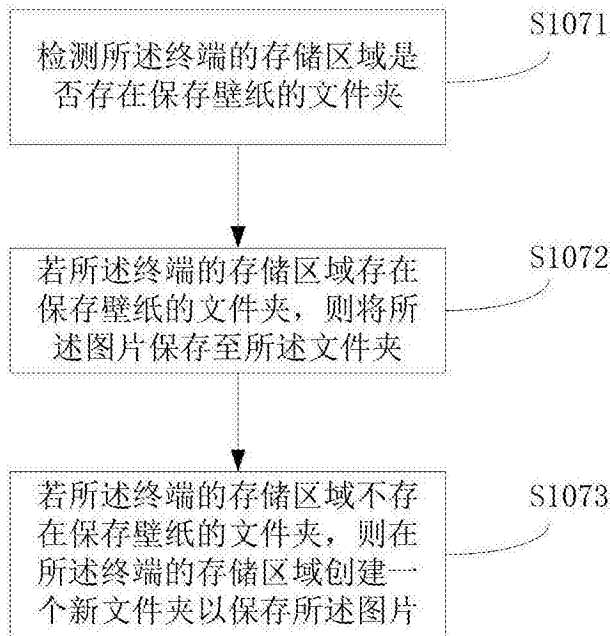 S1071
检测所述终端的存储区域是
否存在保存壁纸的文件夹
S1072
若所述终端的存储区域存在
保存壁纸的文件夹，则将所
述图片保存至所述文件夹
S1073
若所述终端的存储区域不存
在保存壁纸的文件夹，则在
所述终端的存储区域创建一
个新文件夹以保存所述图片